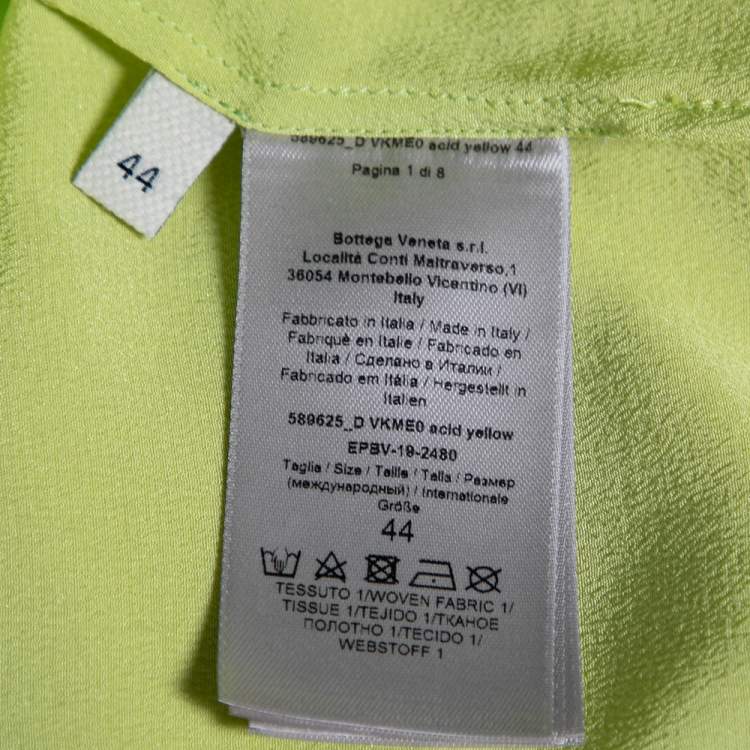 44
589625_D VKME0 acid yellow 44
Pagina 1 di 8
Bottega Veneta s.r.l.
Località Conti Maltraverso,1
36054 Montebello Vicentino (VI)
Italy
Fabbricato in Italia / Made in Italy /
Fabriqué en Italie / Fabricado en
Italia / Сделано в Италии /
Fabricado em Itália / Hergestellt in
Italien
589625_D VKME0 acid yellow
EPBV-19-2480
Taglia / Size / Taille / Talla / Размер
(международный) / Internationale
Größe
44
TESSUTO 1/WOVEN FABRIC 1/
TISSUE 1/TEJIDO 1/ТКАНОЕ
ПОЛОТНО 1/TECIDO 1/
WEBSTOFF 1